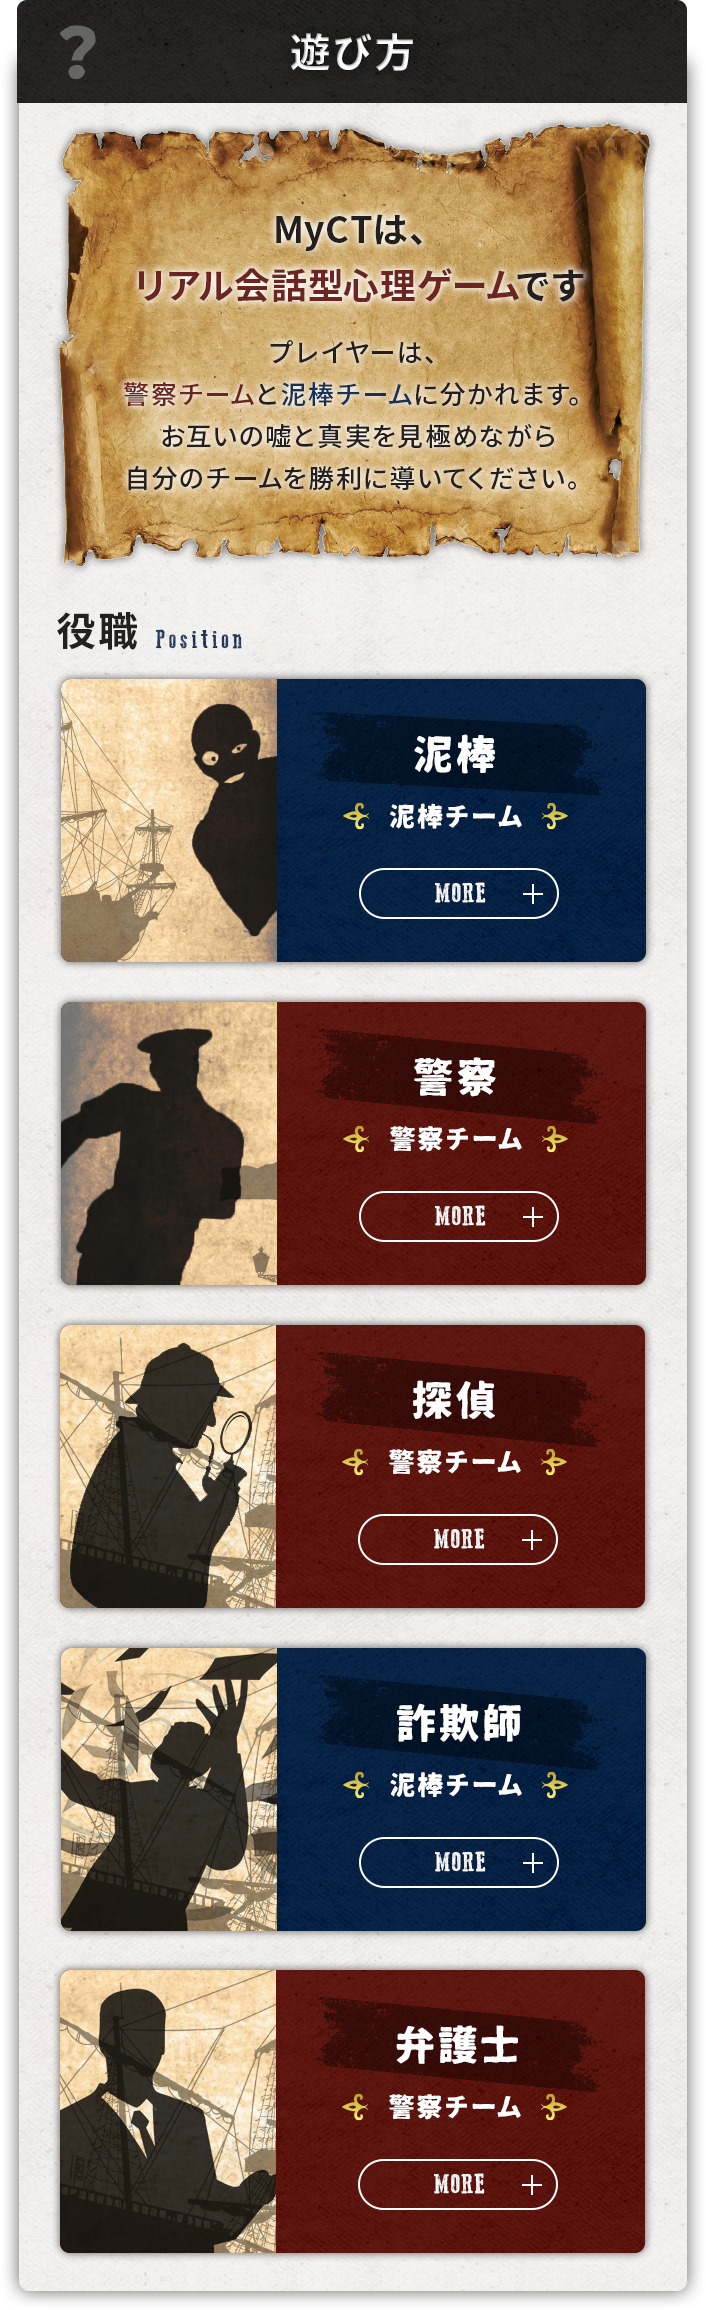 ?
遊び方
MyCTは、
リアル会話型心理ゲームです
プレイヤーは、
警察チームと泥棒チームに分かれます。
お互いの嘘と真実を見極めながら
自分のチームを勝利に導いてください。
役職 Position
泥棒
泥棒チーム
MORE +
警察
警察チーム
MORE +
探偵
警察チーム
MORE +
詐欺師
泥棒チーム
MORE +
弁護士
警察チーム
MORE +